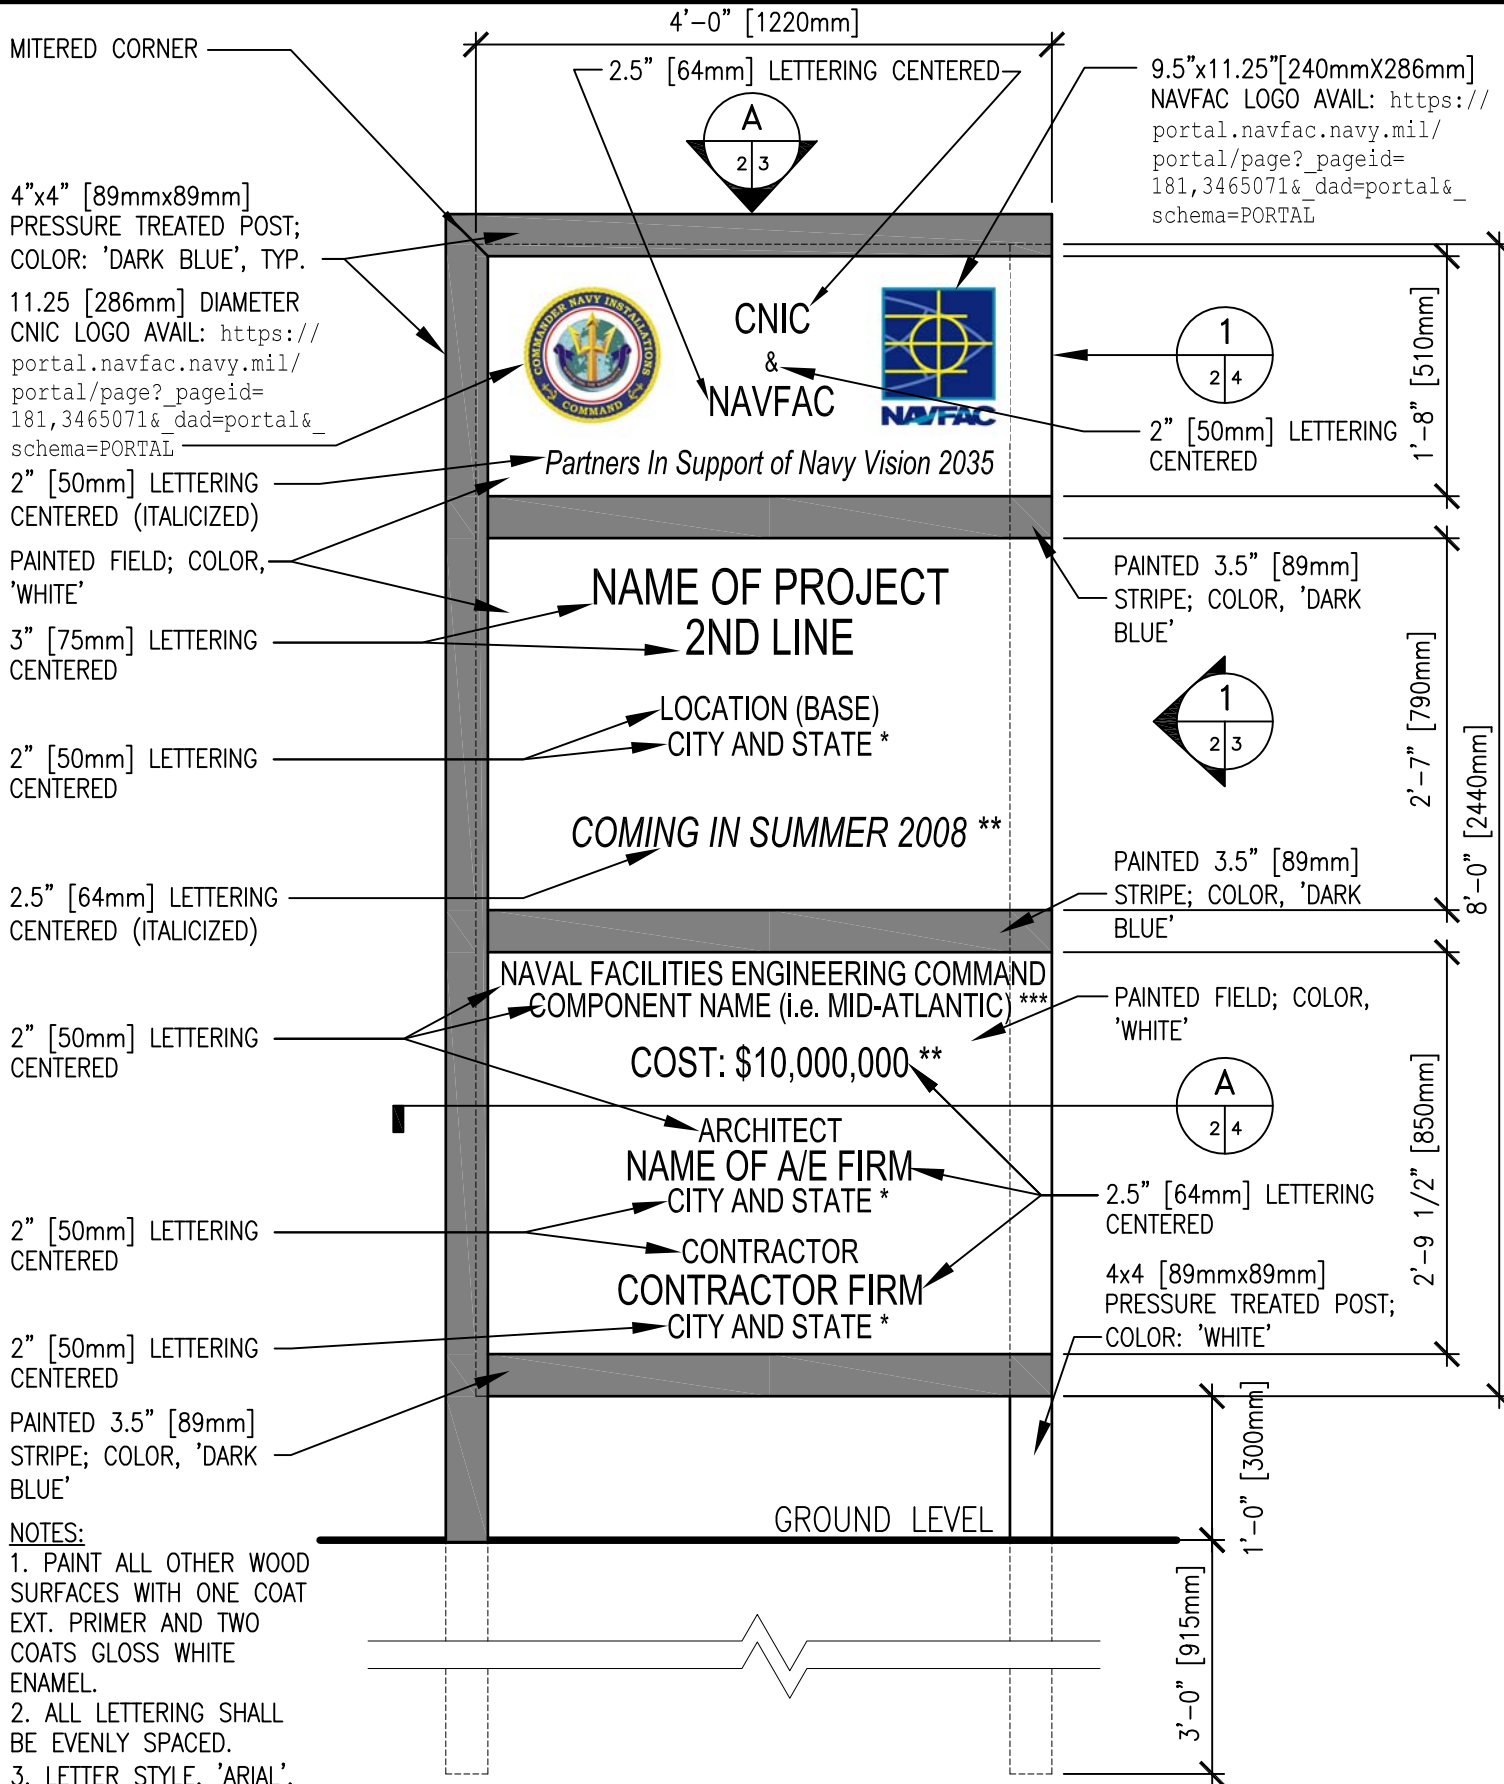 4'-0" [1220mm]
MITERED CORNER
2.5" [64mm] LETTERING CENTERED
9.5"x11.25"[240mmX286mm]
NAVFAC LOGO AVAIL: https://
portal.navfac.navy.mil/
portal/page?_pageid=
181,3465071&_dad=portal&_
schema=PORTAL
A
2 3
4"x4" [89mmx89mm]
PRESSURE TREATED POST;
COLOR: 'DARK BLUE', TYP.
11.25 [286mm] DIAMETER
CNIC LOGO AVAIL: https://
portal.navfac.navy.mil/
portal/page?_pageid=
181,3465071&_dad=portal&_
schema=PORTAL
COMMANDER NAVY INSTALLATIONS
COMMAND
CNIC
&
NAVFAC
NAVFAC
Partners In Support of Navy Vision 2035
1
2 4
2" [50mm] LETTERING
CENTERED
1'-8" [510mm]
2" [50mm] LETTERING
CENTERED (ITALICIZED)
PAINTED FIELD; COLOR,
'WHITE'
3" [75mm] LETTERING
CENTERED
NAME OF PROJECT
2ND LINE
PAINTED 3.5" [89mm]
STRIPE; COLOR, 'DARK
BLUE'
2" [50mm] LETTERING
CENTERED
LOCATION (BASE)
CITY AND STATE *
1
2 3
2'-7" [790mm]
8'-0" [2440mm]
COMING IN SUMMER 2008 **
2.5" [64mm] LETTERING
CENTERED (ITALICIZED)
PAINTED 3.5" [89mm]
STRIPE; COLOR, 'DARK
BLUE'
NAVAL FACILITIES ENGINEERING COMMAND
COMPONENT NAME (i.e. MID-ATLANTIC) ***
2" [50mm] LETTERING
CENTERED
PAINTED FIELD; COLOR,
'WHITE'
COST: $10,000,000 **
A
2 4
ARCHITECT
NAME OF A/E FIRM
CITY AND STATE *
2.5" [64mm] LETTERING
CENTERED
2'-9 1/2" [850mm]
2" [50mm] LETTERING
CENTERED
CONTRACTOR
CONTRACTOR FIRM
CITY AND STATE *
4x4 [89mmx89mm]
PRESSURE TREATED POST;
COLOR: 'WHITE'
2" [50mm] LETTERING
CENTERED
PAINTED 3.5" [89mm]
STRIPE; COLOR, 'DARK
BLUE'
1'-0" [300mm]
GROUND LEVEL
3'-0" [915mm]
NOTES:
1. PAINT ALL OTHER WOOD
SURFACES WITH ONE COAT
EXT. PRIMER AND TWO
COATS GLOSS WHITE
ENAMEL.
2. ALL LETTERING SHALL
BE EVENLY SPACED.
3. LETTER STYLE, 'ARIAL'.